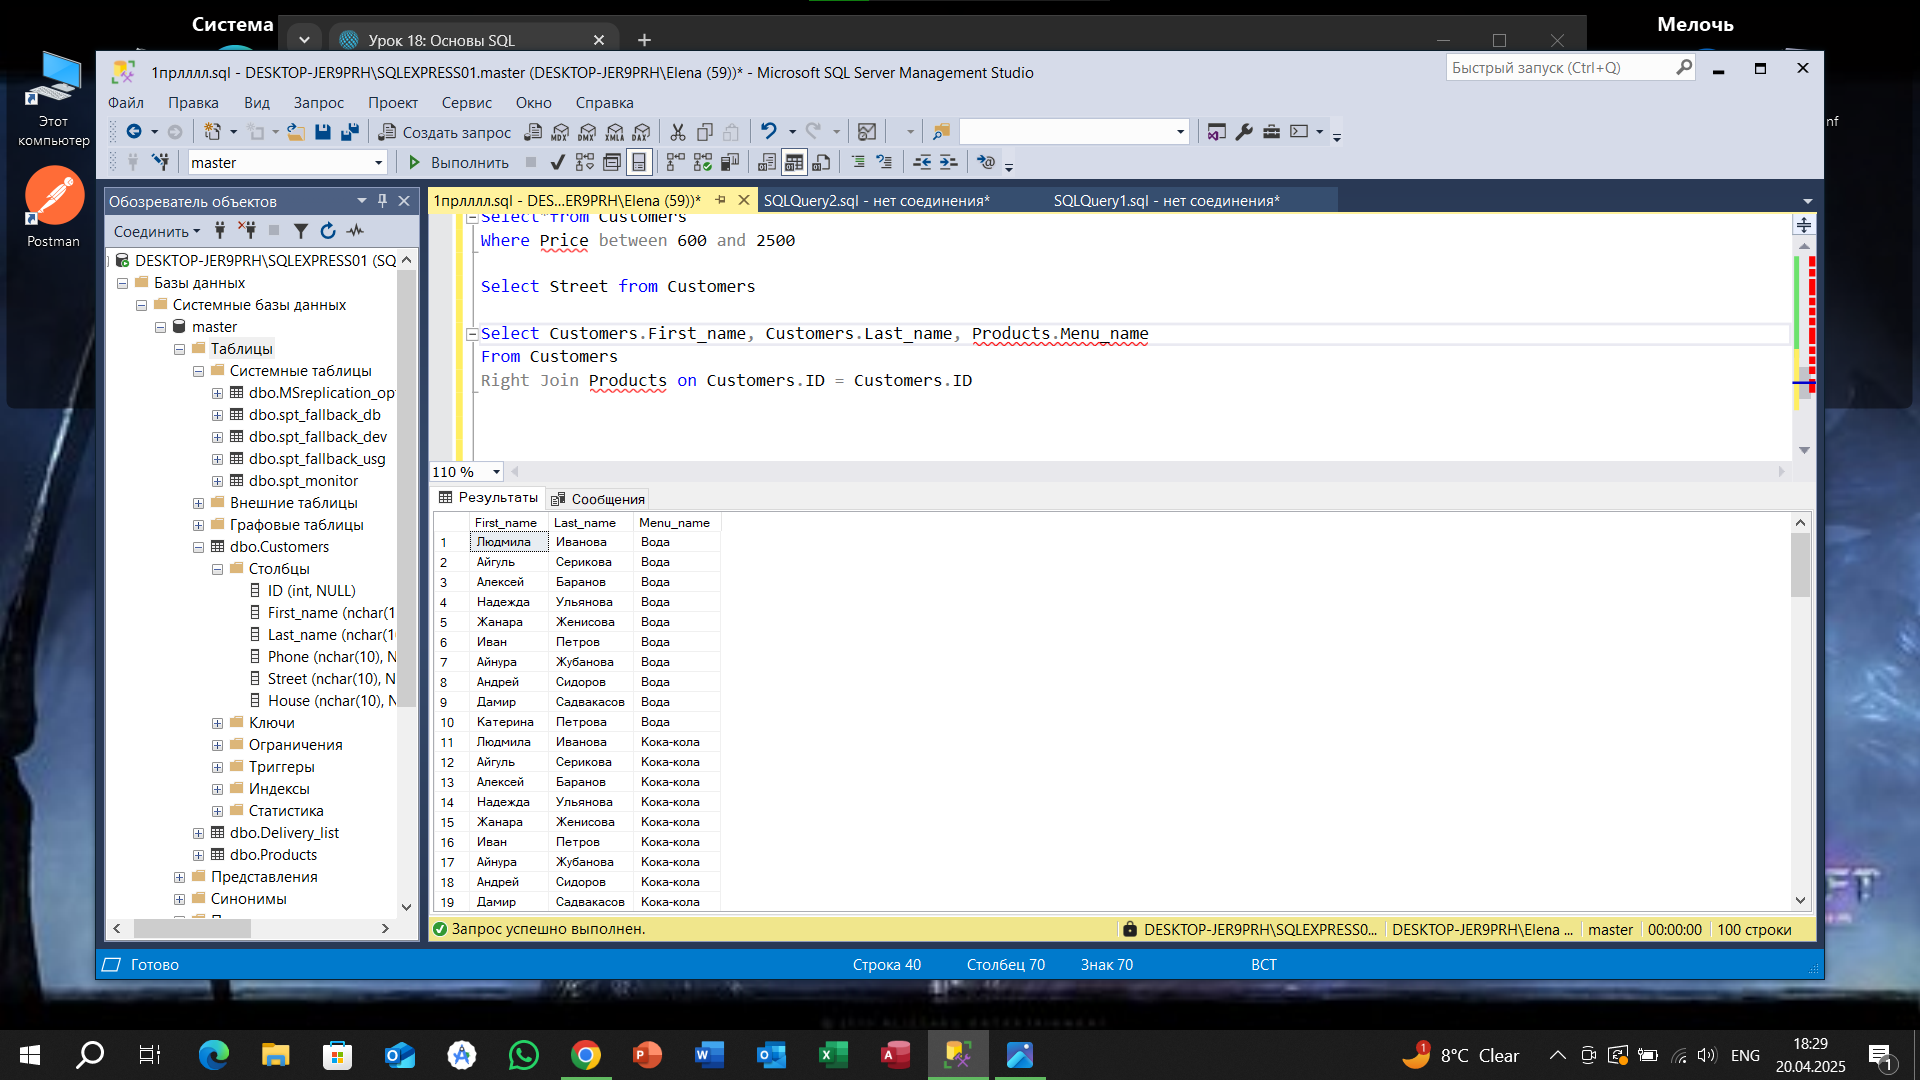 Система
Мелочь
Урок 18: Основы SQL
1прлллл.sql - DESKTOP-JER9PRH\SQLEXPRESS01.master (DESKTOP-JER9PRH\Elena (59))* - Microsoft SQL Server Management Studio
Быстрый запуск (Ctrl+Q)
Файл Правка Вид Запрос Проект Сервис Окно Справка
Создать запрос
MDX DMX XMLA DAX
master
Выполнить
Этот компьютер
Postman
nf
Обозреватель объектов
Соединить
DESKTOP-JER9PRH\SQLEXPRESS01 (SQ
Базы данных
Системные базы данных
master
Таблицы
Системные таблицы
dbo.MSreplication_op
dbo.spt_fallback_db
dbo.spt_fallback_dev
dbo.spt_fallback_usg
dbo.spt_monitor
Внешние таблицы
Графовые таблицы
dbo.Customers
Столбцы
ID (int, NULL)
First_name (nchar(1
Last_name (nchar(1
Phone (nchar(10), N
Street (nchar(10), N
House (nchar(10), N
Ключи
Ограничения
Триггеры
Индексы
Статистика
dbo.Delivery_list
dbo.Products
Представления
Синонимы
1прлллл.sql - DES...ER9PRH\Elena (59))* SQLQuery2.sql - нет соединения* SQLQuery1.sql - нет соединения*
Select*from Customers
Where Price between 600 and 2500
Select Street from Customers
Select Customers.First_name, Customers.Last_name, Products.Menu_name
From Customers
Right Join Products on Customers.ID = Customers.ID
110 %
Результаты Сообщения
First_name Last_name Menu_name
1 Людмила Иванова Вода
2 Айгуль Серикова Вода
3 Алексей Баранов Вода
4 Надежда Ульянова Вода
5 Жанара Женисова Вода
6 Иван Петров Вода
7 Айнура Жубанова Вода
8 Андрей Сидоров Вода
9 Дамир Садвакасов Вода
10 Катерина Петрова Вода
11 Людмила Иванова Кока-кола
12 Айгуль Серикова Кока-кола
13 Алексей Баранов Кока-кола
14 Надежда Ульянова Кока-кола
15 Жанара Женисова Кока-кола
16 Иван Петров Кока-кола
17 Айнура Жубанова Кока-кола
18 Андрей Сидоров Кока-кола
19 Дамир Садвакасов Кока-кола
Запрос успешно выполнен.
DESKTOP-JER9PRH\SQLEXPRESS0... DESKTOP-JER9PRH\Elena ... master 00:00:00 100 строки
Готово
Строка 40 Столбец 70 Знак 70 ВСТ
8°C Clear
ENG
18:29
20.04.2025
1